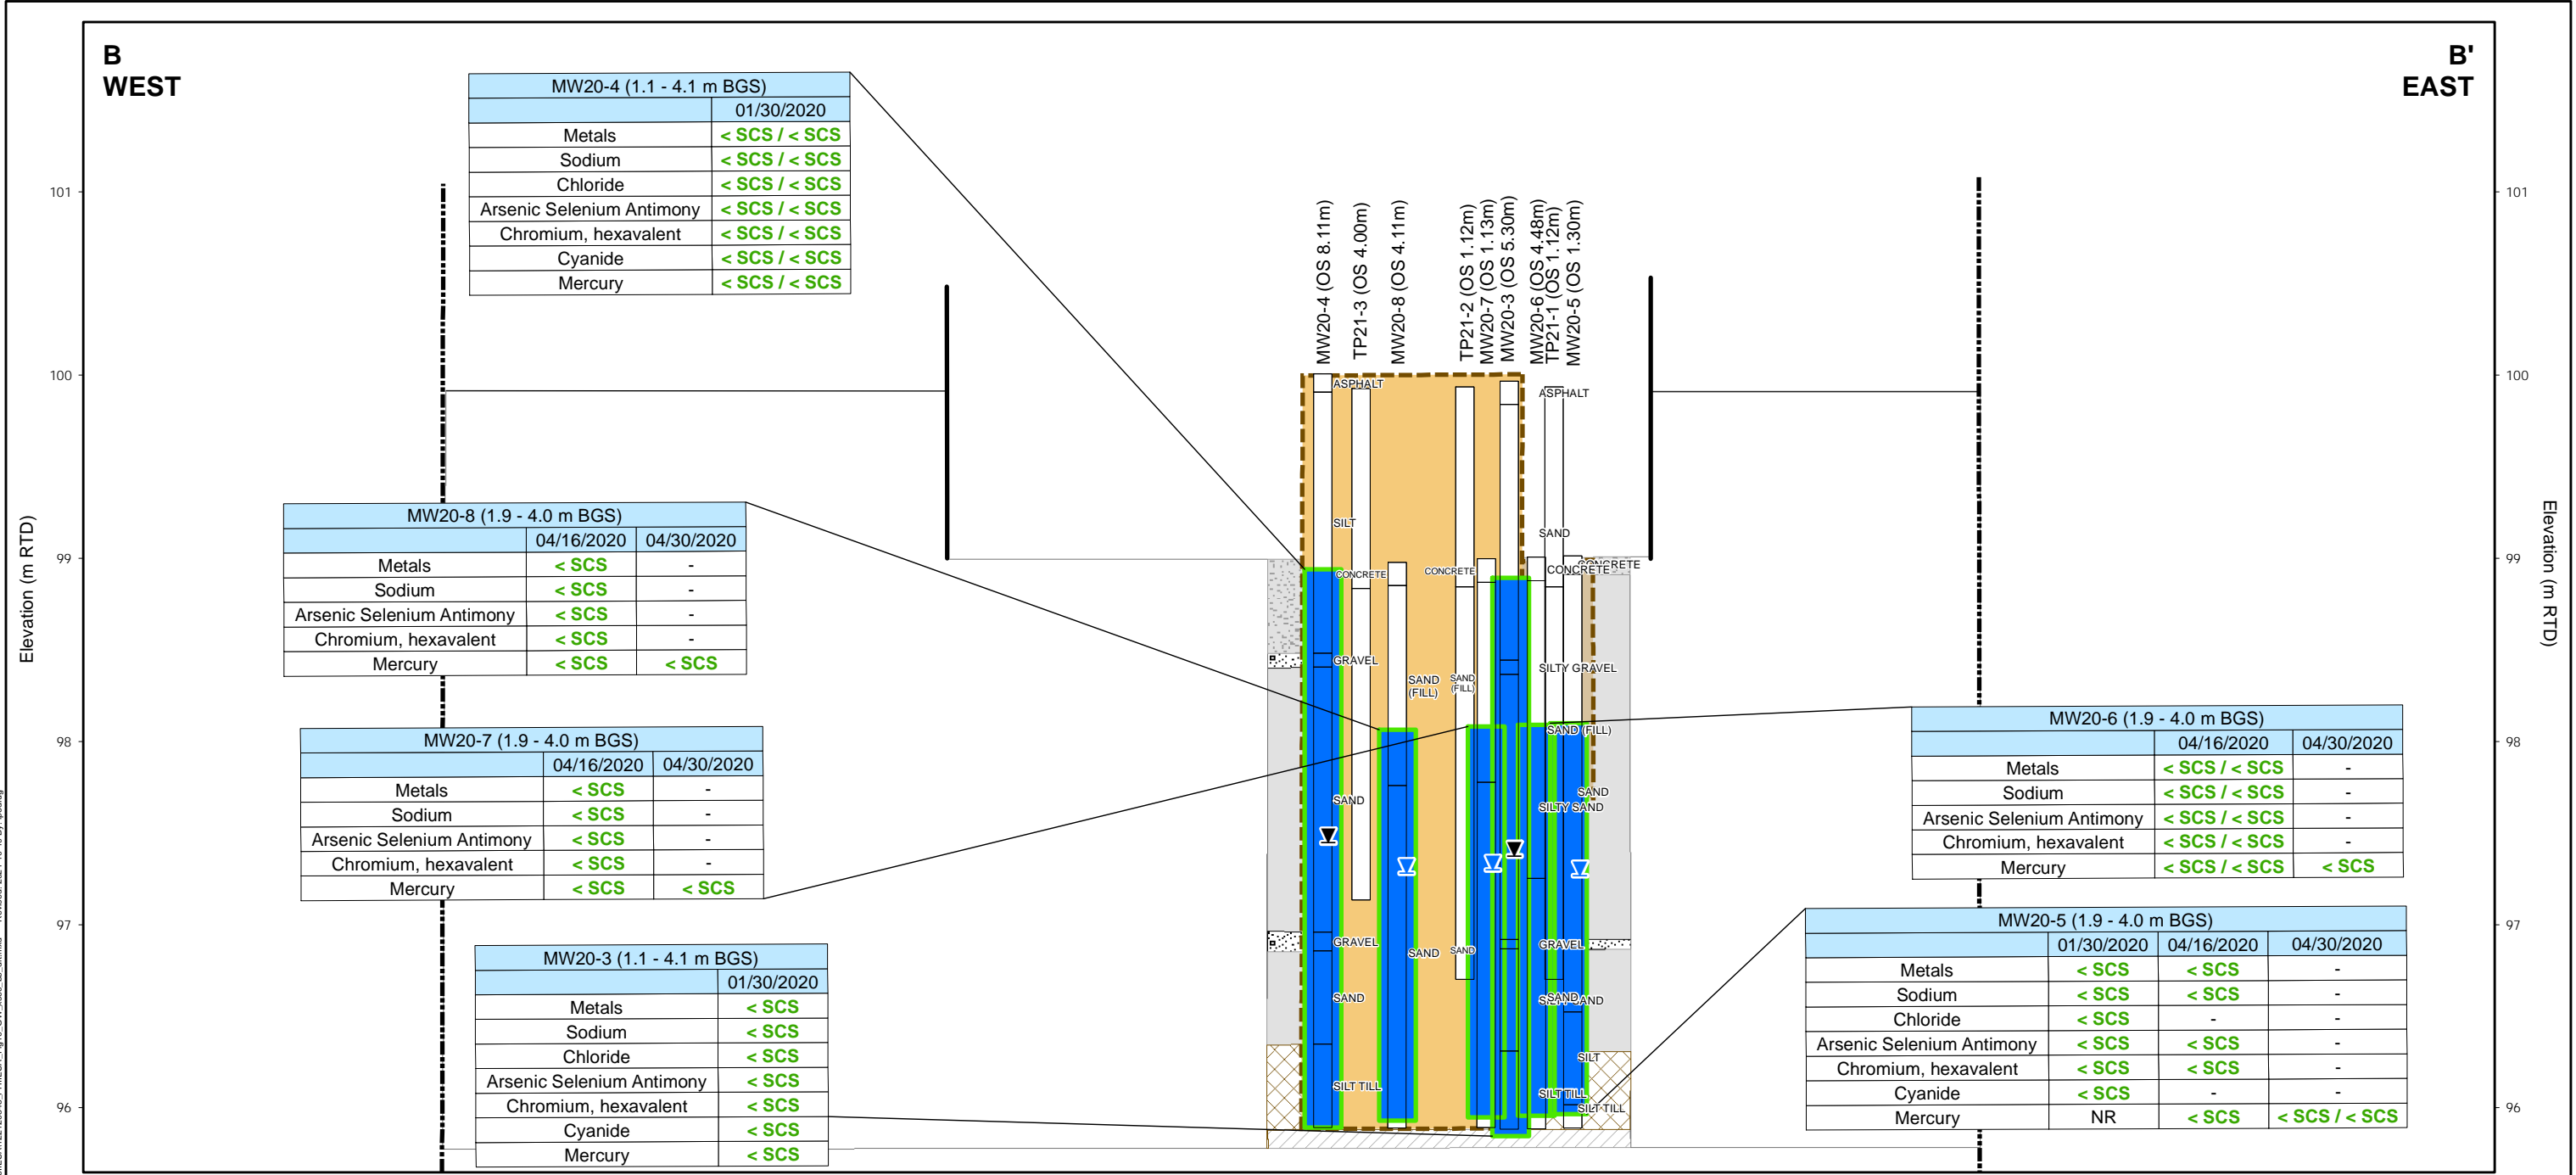 B
WEST
B'
EAST
MW20-4 (1.1 - 4.1 m BGS)
01/30/2020
Metals < SCS / < SCS
Sodium < SCS / < SCS
Chloride < SCS / < SCS
Arsenic Selenium Antimony < SCS / < SCS
Chromium, hexavalent < SCS / < SCS
Cyanide < SCS / < SCS
Mercury < SCS / < SCS
MW20-8 (1.9 - 4.0 m BGS)
04/16/2020 04/30/2020
Metals < SCS -
Sodium < SCS -
Arsenic Selenium Antimony < SCS -
Chromium, hexavalent < SCS -
Mercury < SCS < SCS
MW20-7 (1.9 - 4.0 m BGS)
04/16/2020 04/30/2020
Metals < SCS -
Sodium < SCS -
Arsenic Selenium Antimony < SCS -
Chromium, hexavalent < SCS -
Mercury < SCS < SCS
MW20-3 (1.1 - 4.1 m BGS)
01/30/2020
Metals < SCS
Sodium < SCS
Chloride < SCS
Arsenic Selenium Antimony < SCS
Chromium, hexavalent < SCS
Cyanide < SCS
Mercury < SCS
Elevation (m RTD)
101
100
99
98
97
96
MW20-4 (OS 8.11m)
TP21-3 (OS 4.00m)
MW20-8 (OS 4.11m)
TP21-2 (OS 1.12m)
MW20-7 (OS 1.13m)
MW20-3 (OS 5.30m)
MW20-6 (OS 4.48m)
TP21-1 (OS 1.12m)
MW20-5 (OS 1.30m)
ASPHALT
SILT
CONCRETE
GRAVEL
SAND
GRAVEL
SAND
SILT TILL
SAND
(FILL)
SAND
CONCRETE
SAND
(FILL)
SAND
ASPHALT
SAND
CONCRETE
CONCRETE
SILTY GRAVEL
SAND (FILL)
SAND
SILTY SAND
GRAVEL
SAND
SILTY SAND
SILT
SILT TILL
SILT TILL
MW20-6 (1.9 - 4.0 m BGS)
04/16/2020 04/30/2020
Metals < SCS / < SCS -
Sodium < SCS / < SCS -
Arsenic Selenium Antimony < SCS / < SCS -
Chromium, hexavalent < SCS / < SCS -
Mercury < SCS / < SCS < SCS
MW20-5 (1.9 - 4.0 m BGS)
01/30/2020 04/16/2020 04/30/2020
Metals < SCS < SCS -
Sodium < SCS < SCS -
Chloride < SCS - -
Arsenic Selenium Antimony < SCS < SCS -
Chromium, hexavalent < SCS < SCS -
Cyanide < SCS - -
Mercury NR < SCS < SCS / < SCS
101
100
99
98
97
96
Elevation (m RTD)